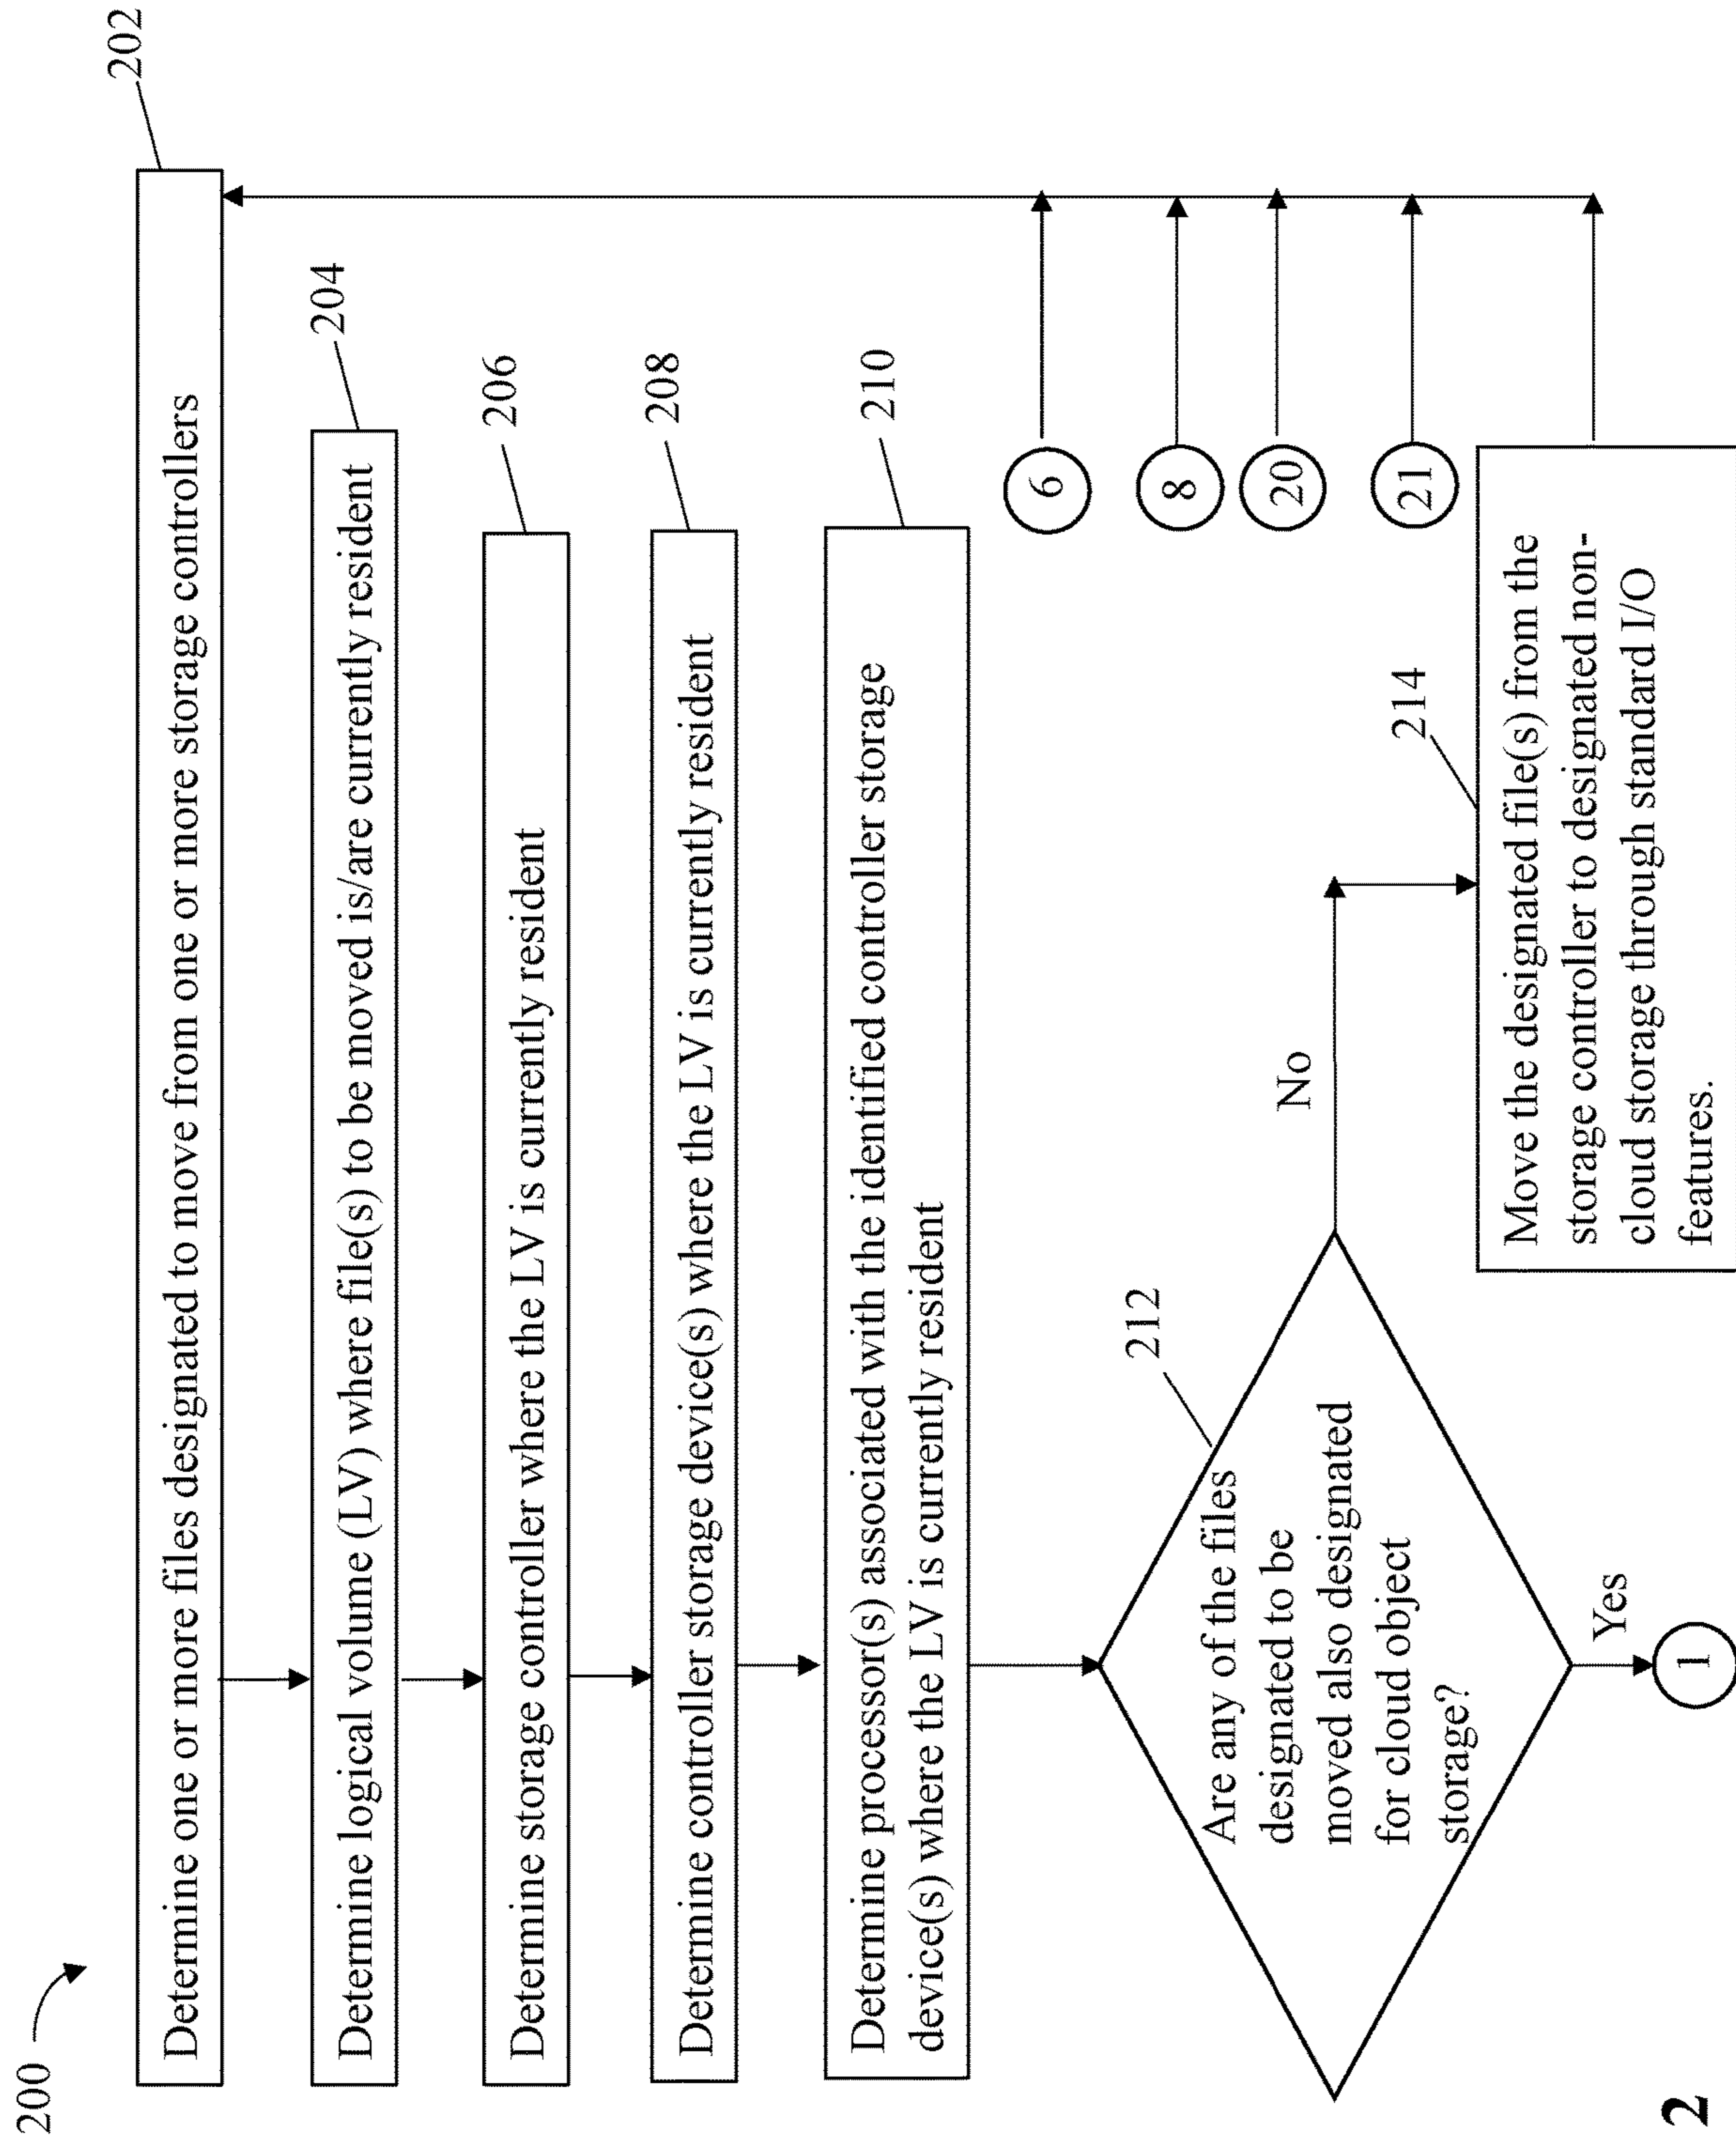 200
202
Determine one or more files designated to move from one or more storage controllers
204
Determine logical volume (LV) where file(s) to be moved is/are currently resident
206
Determine storage controller where the LV is currently resident
208
Determine controller storage device(s) where the LV is currently resident
210
Determine processor(s) associated with the identified controller storage
device(s) where the LV is currently resident
6
8
20
21
212
Are any of the files
designated to be
moved also designated
for cloud object
storage?
No
214
Move the designated file(s) from the
storage controller to designated non-
cloud storage through standard I/O
features.
Yes
1
2